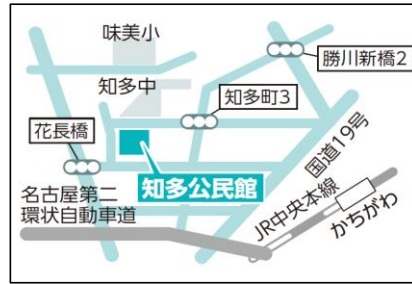 味美小
勝川新橋2
知多中
知多町3
花長橋
国道19号
知多公民館
名古屋第二
環状自動車道
JR中央本線
かちがわ